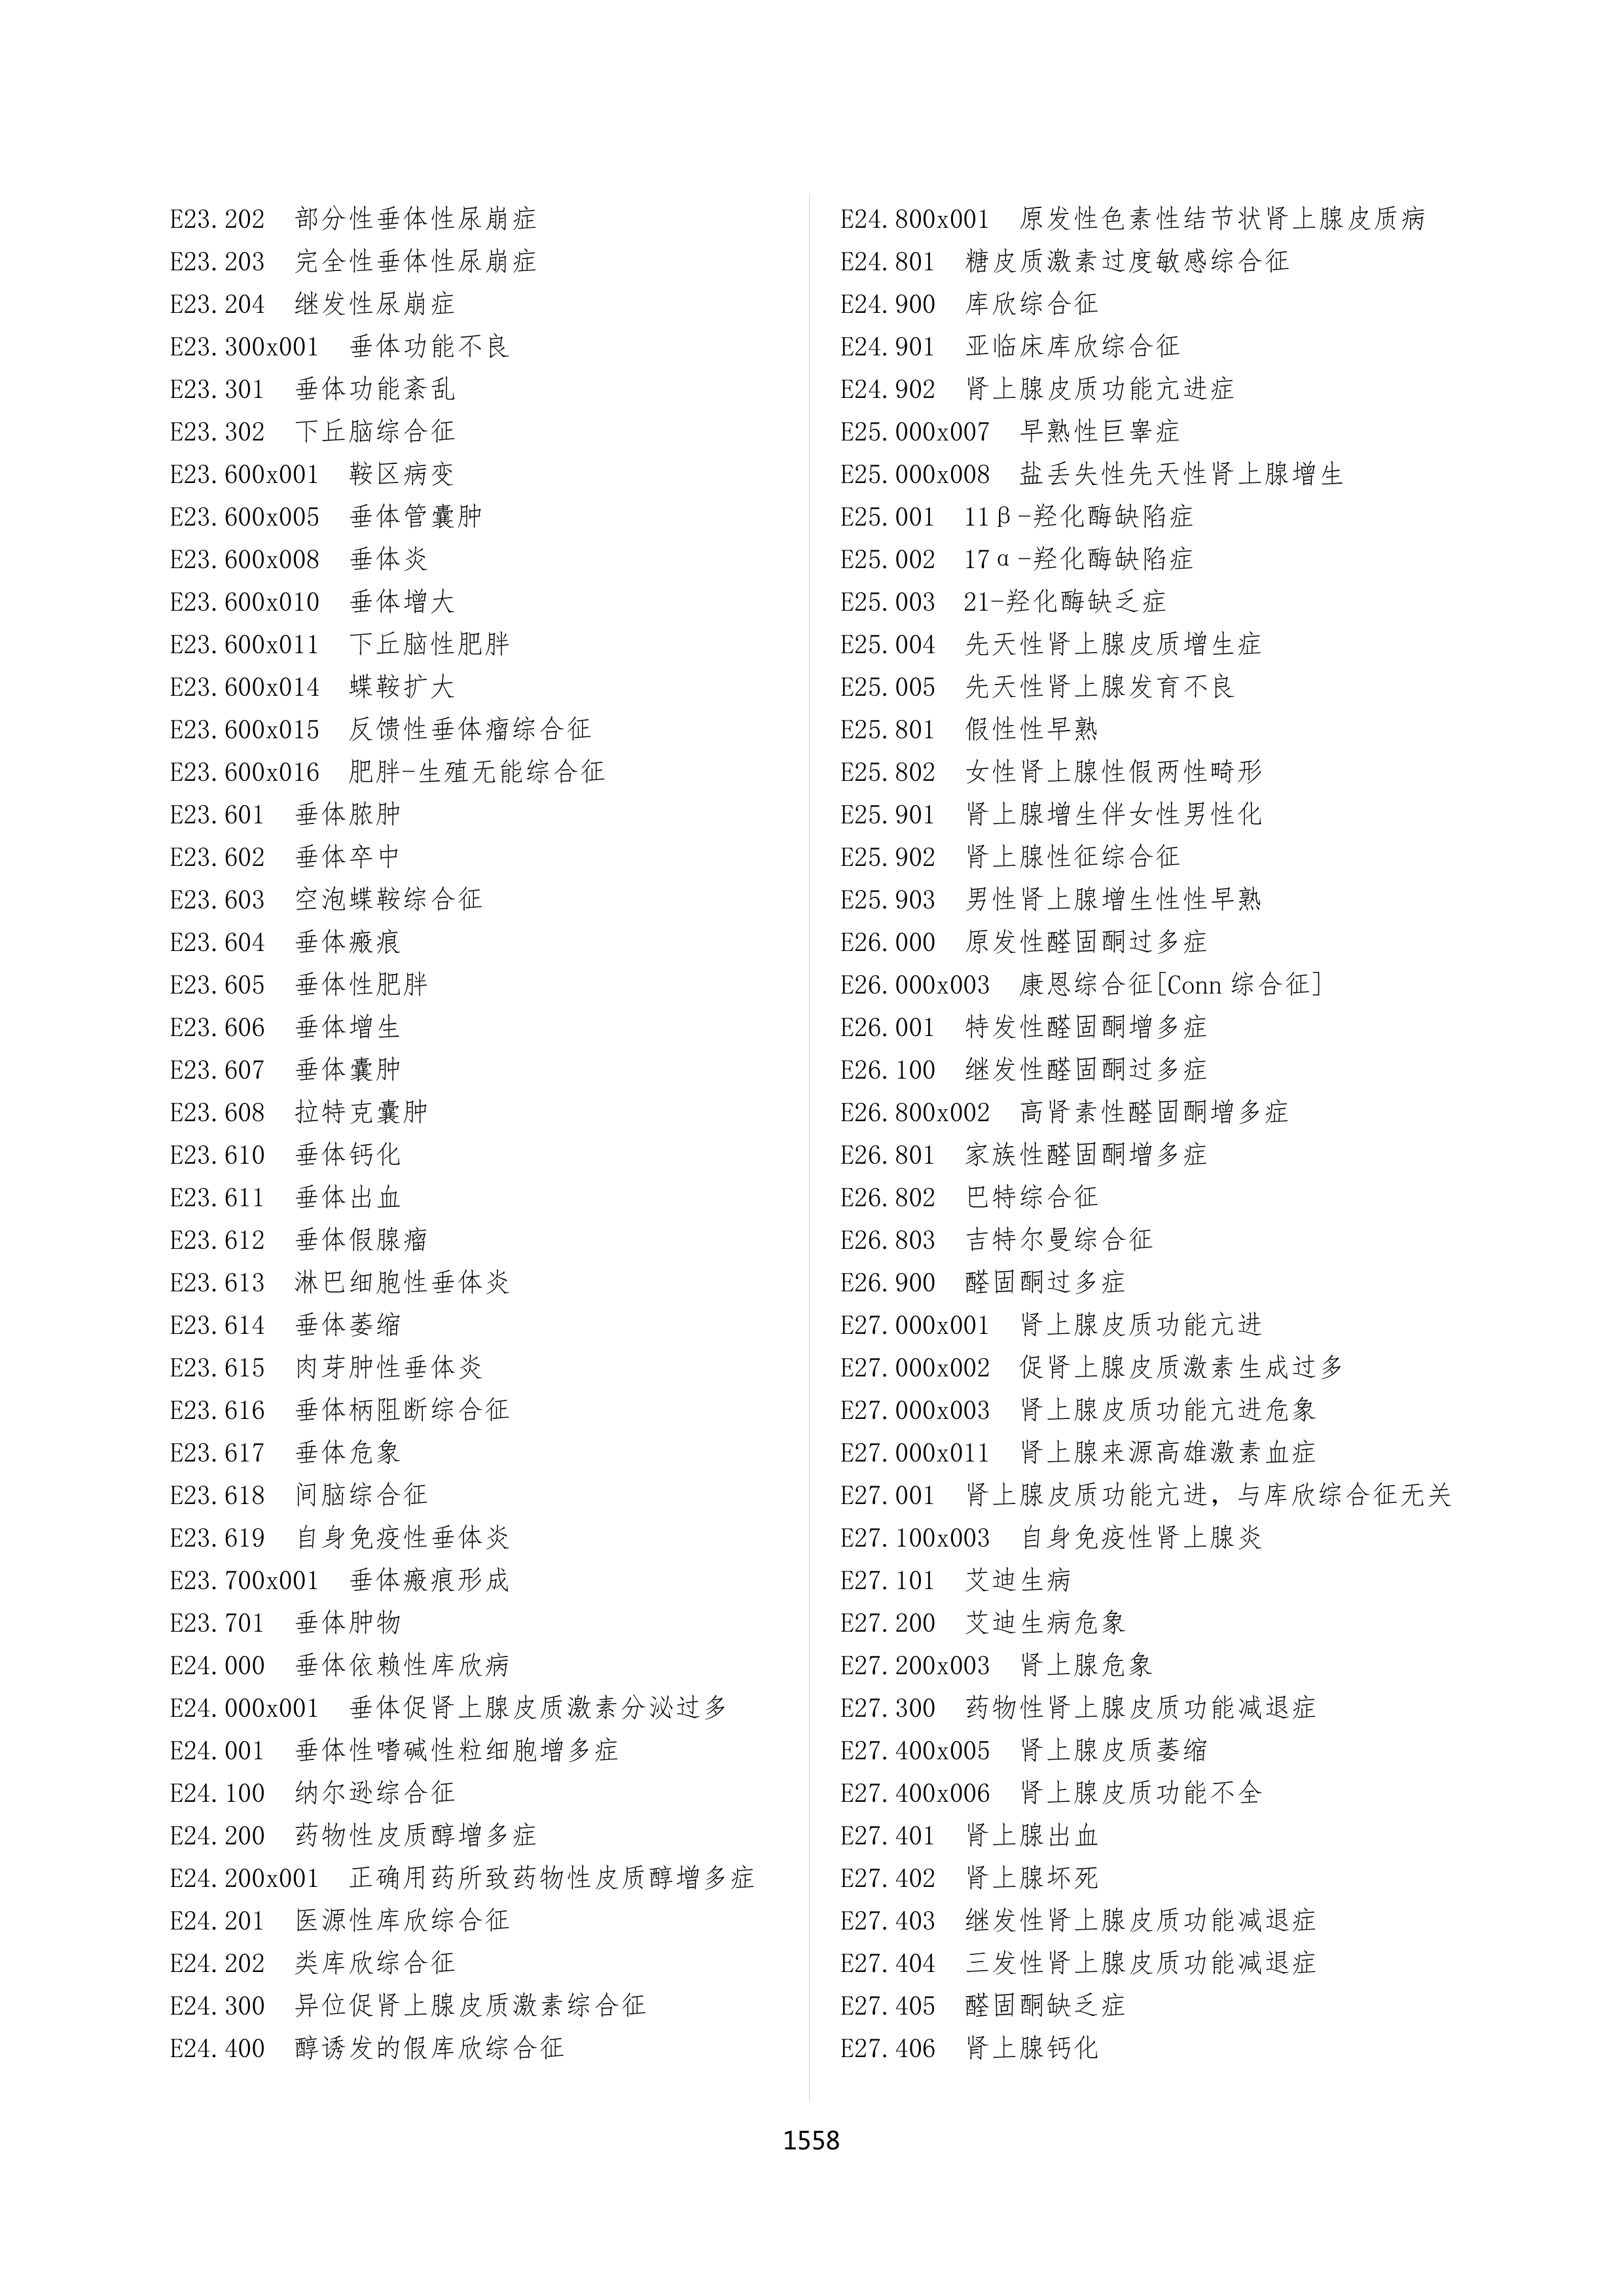 E23.202 部分性垂体性尿崩症
E23.203 完全性垂体性尿崩症
E23.204 继发性尿崩症
E23.300x001 垂体功能不良
E23.301 垂体功能紊乱
E23.302 下丘脑综合征
E23.600x001 鞍区病变
E23.600x005 垂体管囊肿
E23.600x008 垂体炎
E23.600x010 垂体增大
E23.600x011 下丘脑性肥胖
E23.600x014 蝶鞍扩大
E23.600x015 反馈性垂体瘤综合征
E23.600x016 肥胖-生殖无能综合征
E23.601 垂体脓肿
E23.602 垂体卒中
E23.603 空泡蝶鞍综合征
E23.604 垂体瘢痕
E23.605 垂体性肥胖
E23.606 垂体增生
E23.607 垂体囊肿
E23.608 拉特克囊肿
E23.610 垂体钙化
E23.611 垂体出血
E23.612 垂体假腺瘤
E23.613 淋巴细胞性垂体炎
E23.614 垂体萎缩
E23.615 肉芽肿性垂体炎
E23.616 垂体柄阻断综合征
E23.617 垂体危象
E23.618 间脑综合征
E23.619 自身免疫性垂体炎
E23.700x001 垂体瘢痕形成
E23.701 垂体肿物
E24.000 垂体依赖性库欣病
E24.000x001 垂体促肾上腺皮质激素分泌过多
E24.001 垂体性嗜碱性粒细胞增多症
E24.100 纳尔逊综合征
E24.200 药物性皮质醇增多症
E24.200x001 正确用药所致药物性皮质醇增多症
E24.201 医源性库欣综合征
E24.202 类库欣综合征
E24.300 异位促肾上腺皮质激素综合征
E24.400 醇诱发的假库欣综合征
E24.800x001 原发性色素性结节状肾上腺皮质病
E24.801 糖皮质激素过度敏感综合征
E24.900 库欣综合征
E24.901 亚临床库欣综合征
E24.902 肾上腺皮质功能亢进症
E25.000x007 早熟性巨睾症
E25.000x008 盐丢失性先天性肾上腺增生
E25.001 11β-羟化酶缺陷症
E25.002 17α-羟化酶缺陷症
E25.003 21-羟化酶缺乏症
E25.004 先天性肾上腺皮质增生症
E25.005 先天性肾上腺发育不良
E25.801 假性性早熟
E25.802 女性肾上腺性假两性畸形
E25.901 肾上腺增生伴女性男性化
E25.902 肾上腺性征综合征
E25.903 男性肾上腺增生性性早熟
E26.000 原发性醛固酮过多症
E26.000x003 康恩综合征[Conn 综合征]
E26.001 特发性醛固酮增多症
E26.100 继发性醛固酮过多症
E26.800x002 高肾素性醛固酮增多症
E26.801 家族性醛固酮增多症
E26.802 巴特综合征
E26.803 吉特尔曼综合征
E26.900 醛固酮过多症
E27.000x001 肾上腺皮质功能亢进
E27.000x002 促肾上腺皮质激素生成过多
E27.000x003 肾上腺皮质功能亢进危象
E27.000x011 肾上腺来源高雄激素血症
E27.001 肾上腺皮质功能亢进，与库欣综合征无关
E27.100x003 自身免疫性肾上腺炎
E27.101 艾迪生病
E27.200 艾迪生病危象
E27.200x003 肾上腺危象
E27.300 药物性肾上腺皮质功能减退症
E27.400x005 肾上腺皮质萎缩
E27.400x006 肾上腺皮质功能不全
E27.401 肾上腺出血
E27.402 肾上腺坏死
E27.403 继发性肾上腺皮质功能减退症
E27.404 三发性肾上腺皮质功能减退症
E27.405 醛固酮缺乏症
E27.406 肾上腺钙化
1558